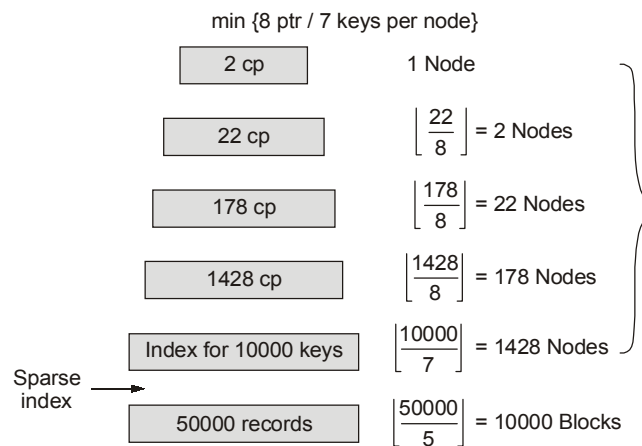 min {8 ptr / 7 keys per node}
2 cp 1 Node
22 cp ⌊22/8⌋ = 2 Nodes
178 cp ⌊178/8⌋ = 22 Nodes
1428 cp ⌊1428/8⌋ = 178 Nodes
Index for 10000 keys ⌊10000/7⌋ = 1428 Nodes
Sparse
index
50000 records ⌊50000/5⌋ = 10000 Blocks